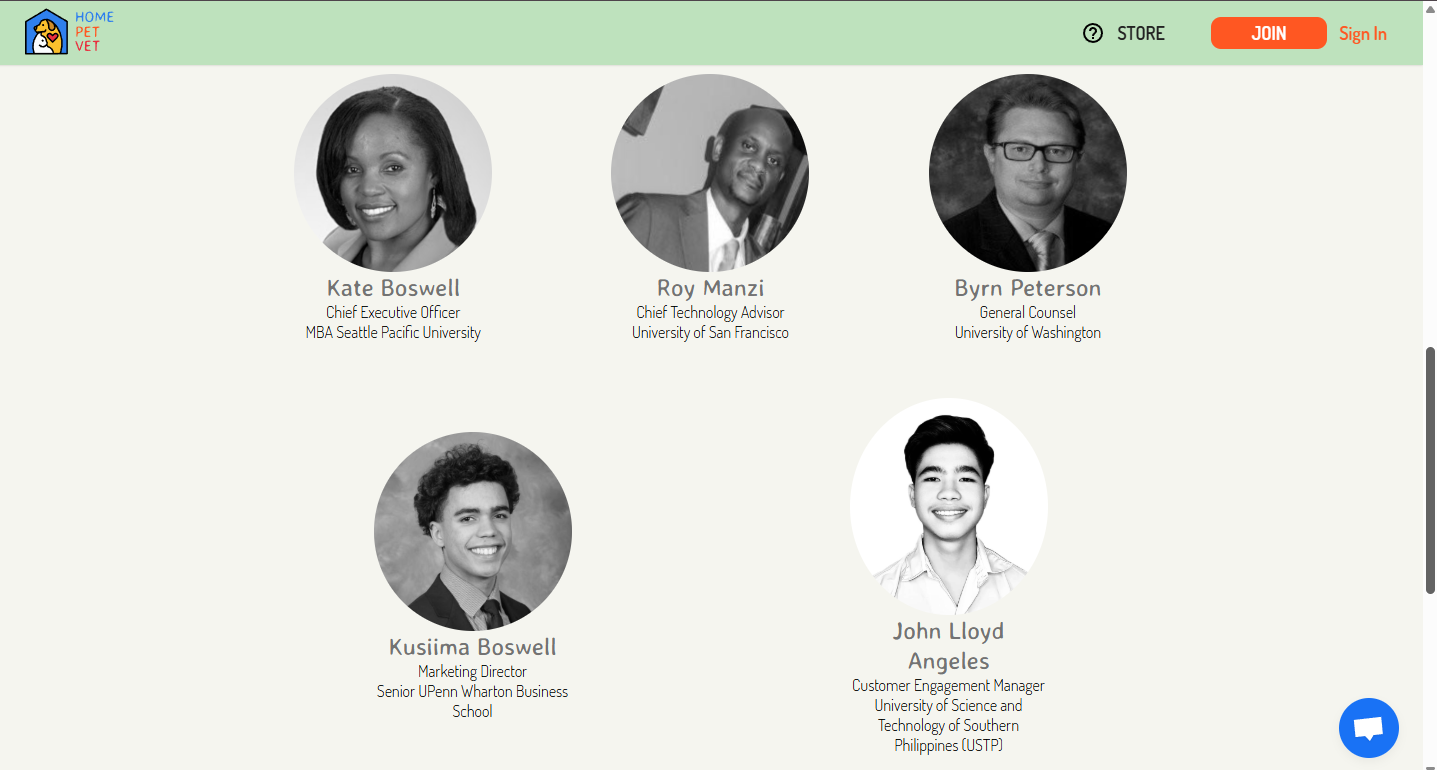 HOME
PET
VET
STORE
JOIN
Sign In
Kate Boswell
Chief Executive Officer
MBA Seattle Pacific University
Roy Manzi
Chief Technology Advisor
University of San Francisco
Byrn Peterson
General Counsel
University of Washington
Kusiima Boswell
Marketing Director
Senior UPenn Wharton Business
School
John Lloyd
Angeles
Customer Engagement Manager
University of Science and
Technology of Southern
Philippines (USTP)